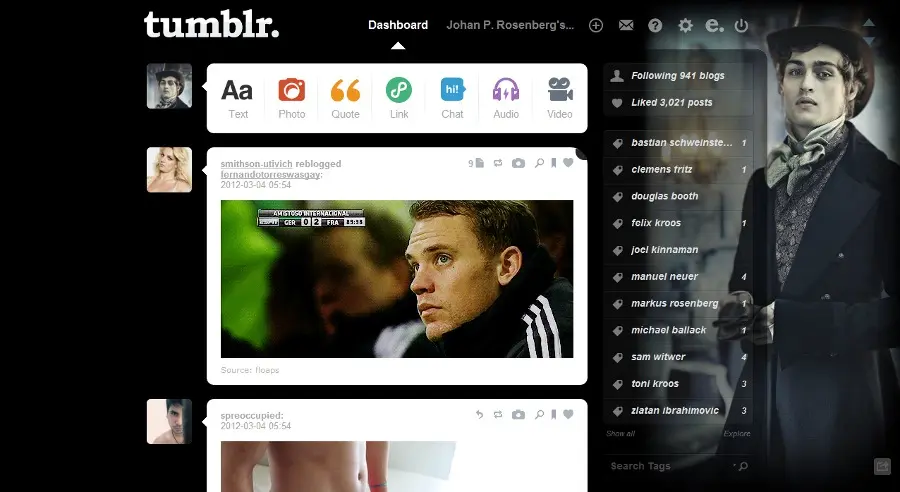 tumblr.
Dashboard
Johan P. Rosenberg's...
Aa
hi!
Text
Photo
Quote
Link
Chat
Audio
Video
Following 941 blogs
Liked 3,021 posts
bastian schweinste... 1
clemens fritz 1
douglas booth
felix kroos 1
joel kinnaman
manuel neuer 4
markus rosenberg 1
michael ballack 1
sam witwer 4
toni kroos 3
zlatan ibrahimovic 3
Show all
Explore
Search Tags
smithson-utivich reblogged
fernandotorreswasgay:
2012-03-04 05:54
9
AMISTOSO INTERNACIONAL
GER 0 2 FRA
Source: floaps
spreoccupied:
2012-03-04 05:54